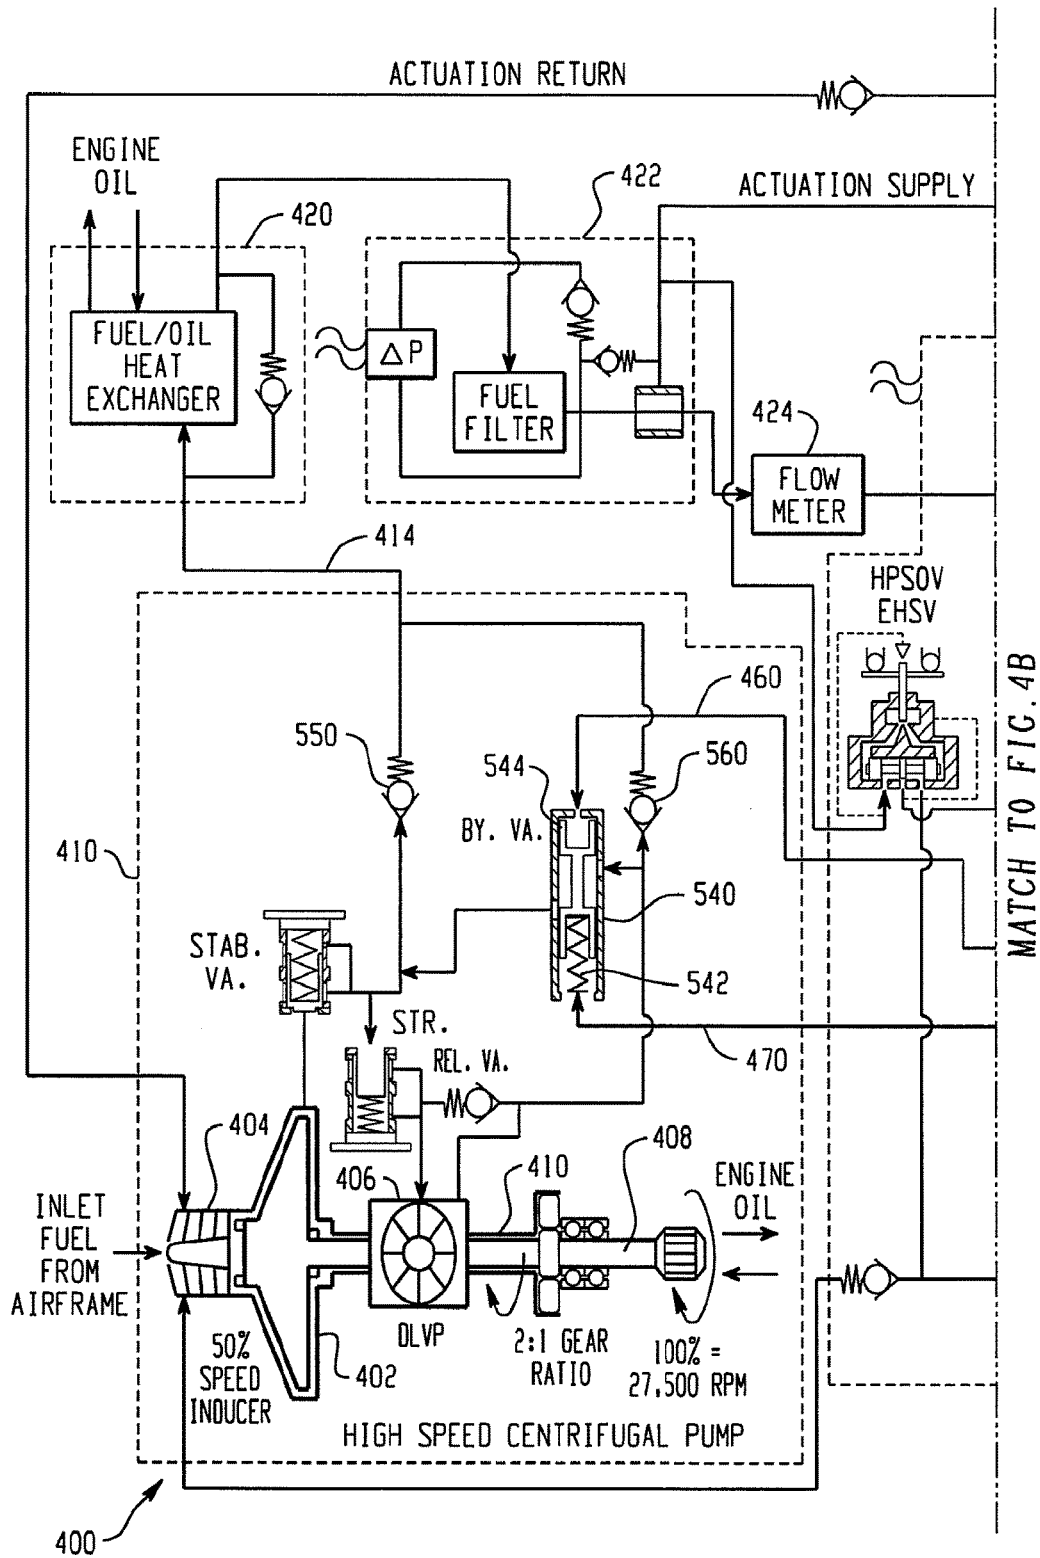 ACTUATION RETURN
ENGINE
OIL
420
422
ACTUATION SUPPLY
FUEL/OIL
HEAT
EXCHANGER
△ P
FUEL
FILTER
424
FLOW
METER
414
HPSOV
EHSV
460
550
544
560
BY. VA.
410
540
STAB.
VA.
542
STR.
REL. VA.
470
404
406
410
408
ENGINE
OIL
INLET
FUEL
FROM
AIRFRAME
DLVP
50%
SPEED
INDUCER
402
2:1 GEAR
RATIO
100% =
27,500 RPM
HIGH SPEED CENTRIFUGAL PUMP
400
MATCH TO FIG. 4B